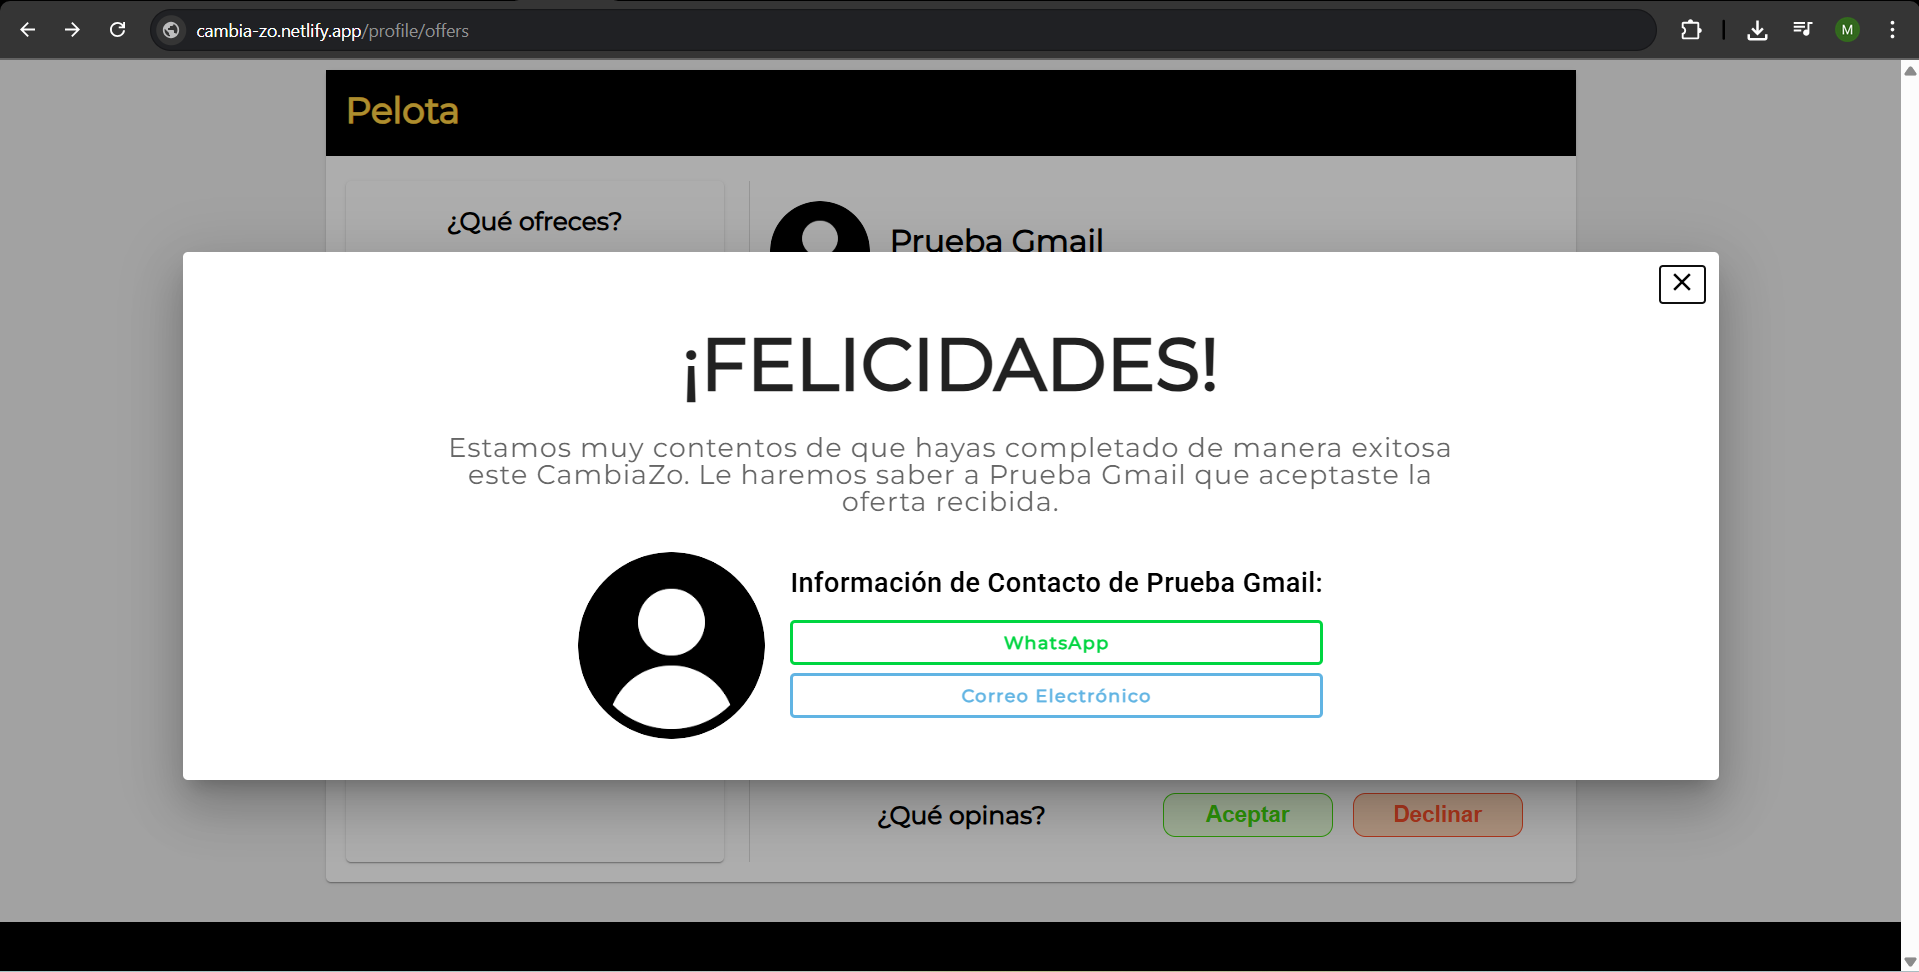 cambia-zo.netlify.app/profile/offers
M
Pelota
¿Qué ofreces?
Prueba Gmail
¡FELICIDADES!
Estamos muy contentos de que hayas completado de manera exitosa
este CambiaZo. Le haremos saber a Prueba Gmail que aceptaste la
oferta recibida.
Información de Contacto de Prueba Gmail:
WhatsApp
Correo Electrónico
¿Qué opinas?
Aceptar
Declinar